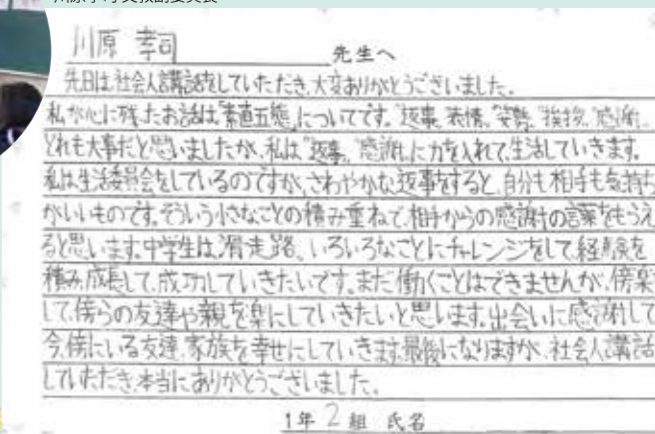 川原 孝司 先生へ
先日は社会人講話をしていただき、大変ありがとうございました。
私が心に残ったお話は"素直五態"についてです。"返事、表情、姿勢、挨拶、感謝。
どれも大事だと思いましたが、私は"返事、感謝"に力を入れて生活していきます。
私は生活委員会をしているのですが、さわやかな返事をすると、自分も相手も気持ち
がいいものです。そういう小さなことの積み重ねで、相手からの感謝の言葉をもらえ
ると思います。中学生は滑走路、いろいろなことにチャレンジをして経験を
積み、成長して、成功していきたいです。まだ働くことはできませんが、傍楽
して、傍らの友達や親を楽にしていきたいと思います。出会いに感謝して
今、傍にいる友達、家族を幸せにしていきます。最後になりますが、社会人講話
していただき、本当にありがとうございました。
1年 2 組 氏名